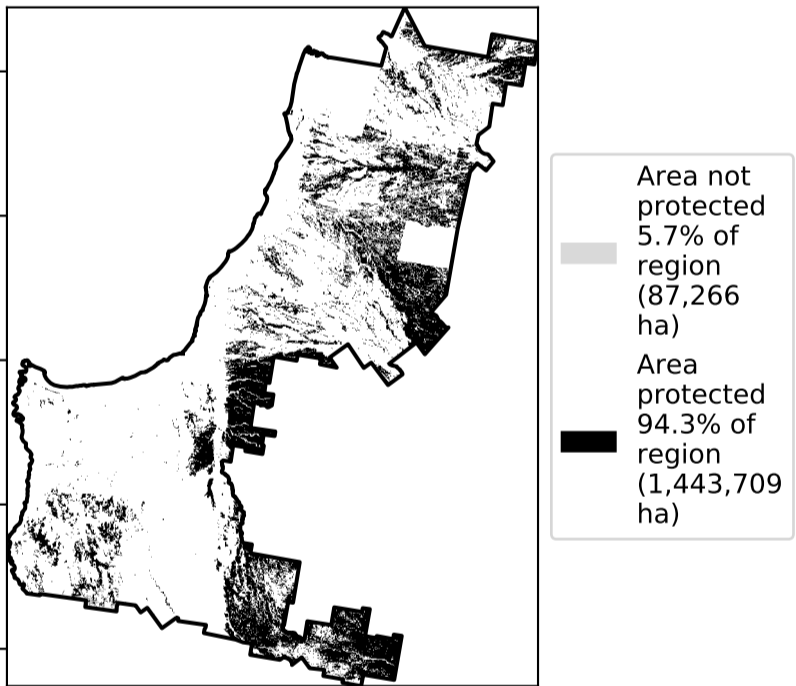 Area not
protected
5.7% of
region
(87,266
ha)
Area
protected
94.3% of
region
(1,443,709
ha)